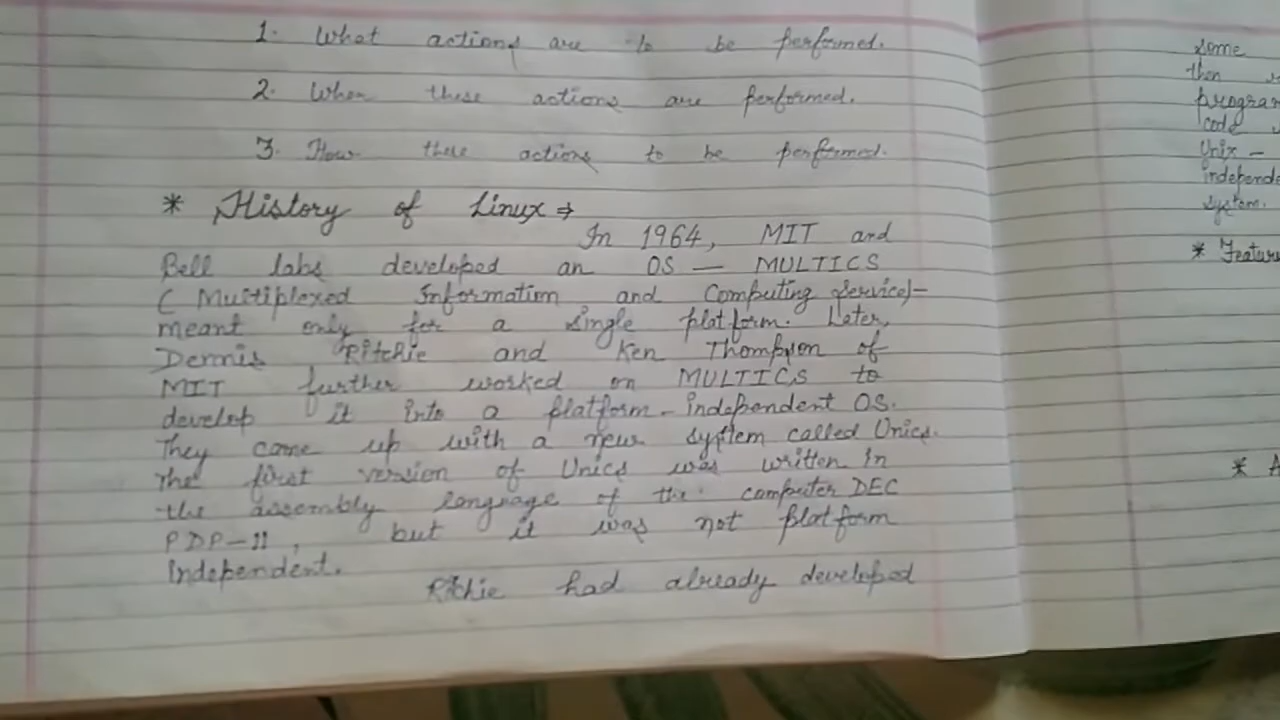 1. What actions are to be performed.
2. When these actions are performed.
3. How these actions to be performed.
* History of Linux ⇒
In 1964, MIT and
Bell labs developed an OS — MULTICS
( Multiplexed Information and Computing Service) –
meant only for a single platform. Later,
Dennis Ritchie and Ken Thompson of
MIT further worked on MULTICS to
develop it into a platform - independent OS.
They came up with a new system called Unics.
The first version of Unics was written in
the assembly language of the computer DEC
PDP-11, but it was not platform
independent.
Ritchie had already developed
some
then
progra
code
Unix –
independe
system.
* Featur
* A